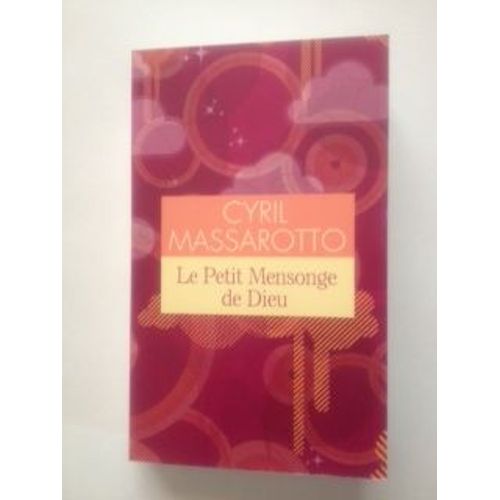 CYRIL
MASSAROTTO
Le Petit Mensonge
de Dieu